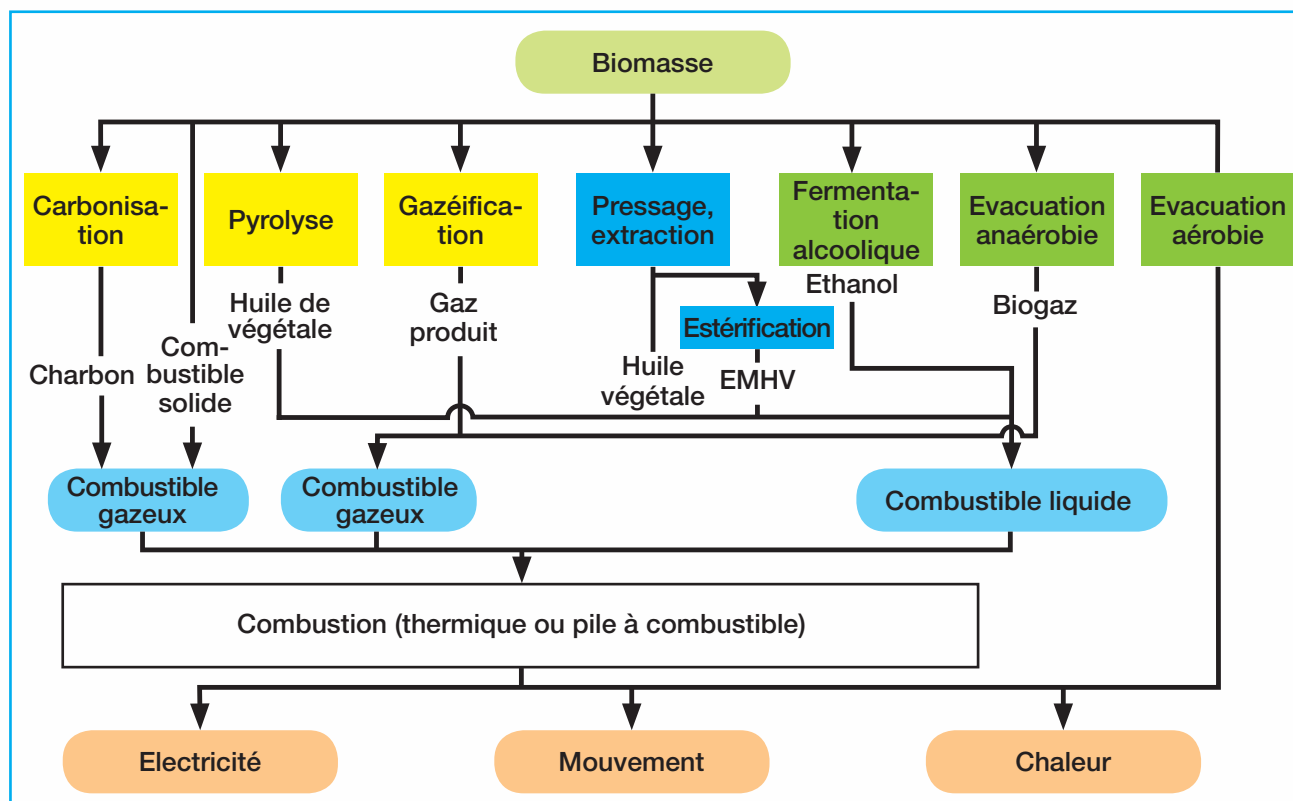 Biomasse
Carbonisa-
tion
Pyrolyse
Gazéifica-
tion
Pressage,
extraction
Fermenta-
tion
alcoolique
Evacuation
anaérobie
Evacuation
aérobie
Huile de
végétale
Gaz
produit
Ethanol
Biogaz
Estérification
Charbon
Com-
bustible
solide
Huile
végétale
EMHV
Combustible
gazeux
Combustible
gazeux
Combustible liquide
Combustion (thermique ou pile à combustible)
Electricité
Mouvement
Chaleur